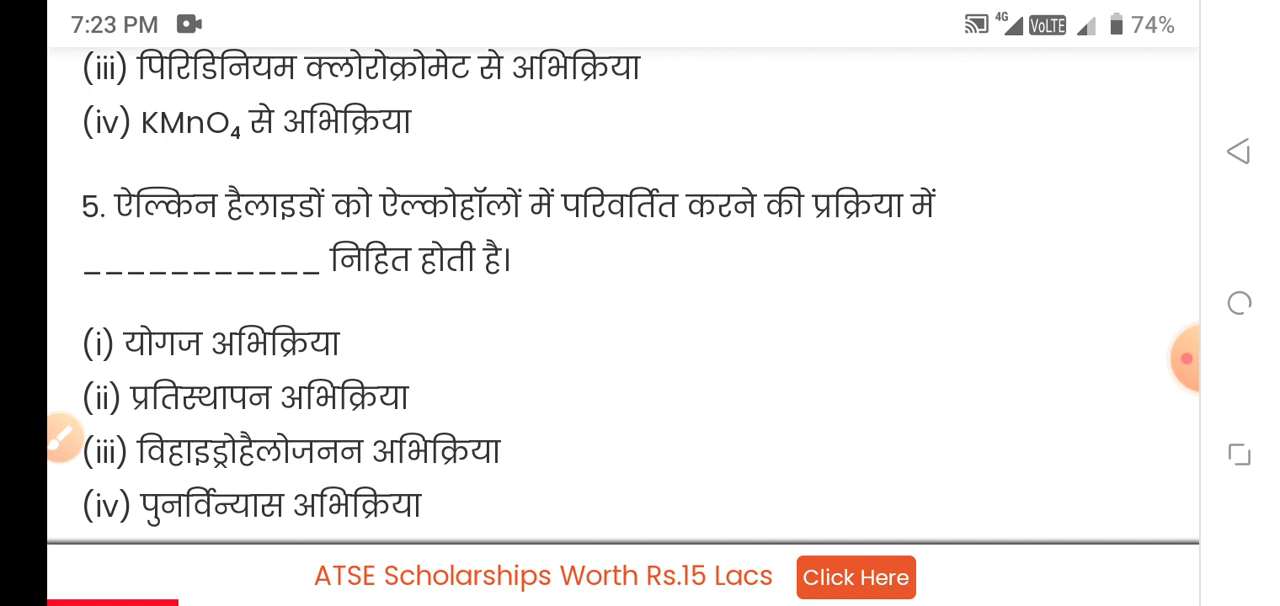 7:23 PM 4G VoLTE 74%
(iii) पिरिडिनियम क्लोरोक्रोमेट से अभिक्रिया
(iv) KMnO₄ से अभिक्रिया
5. ऐल्किन हैलाइडों को ऐल्कोहॉलों में परिवर्तित करने की प्रक्रिया में
___________ निहित होती है।
(i) योगज अभिक्रिया
(ii) प्रतिस्थापन अभिक्रिया
(iii) विहाइड्रोहैलोजनन अभिक्रिया
(iv) पुनर्विन्यास अभिक्रिया
ATSE Scholarships Worth Rs.15 Lacs Click Here